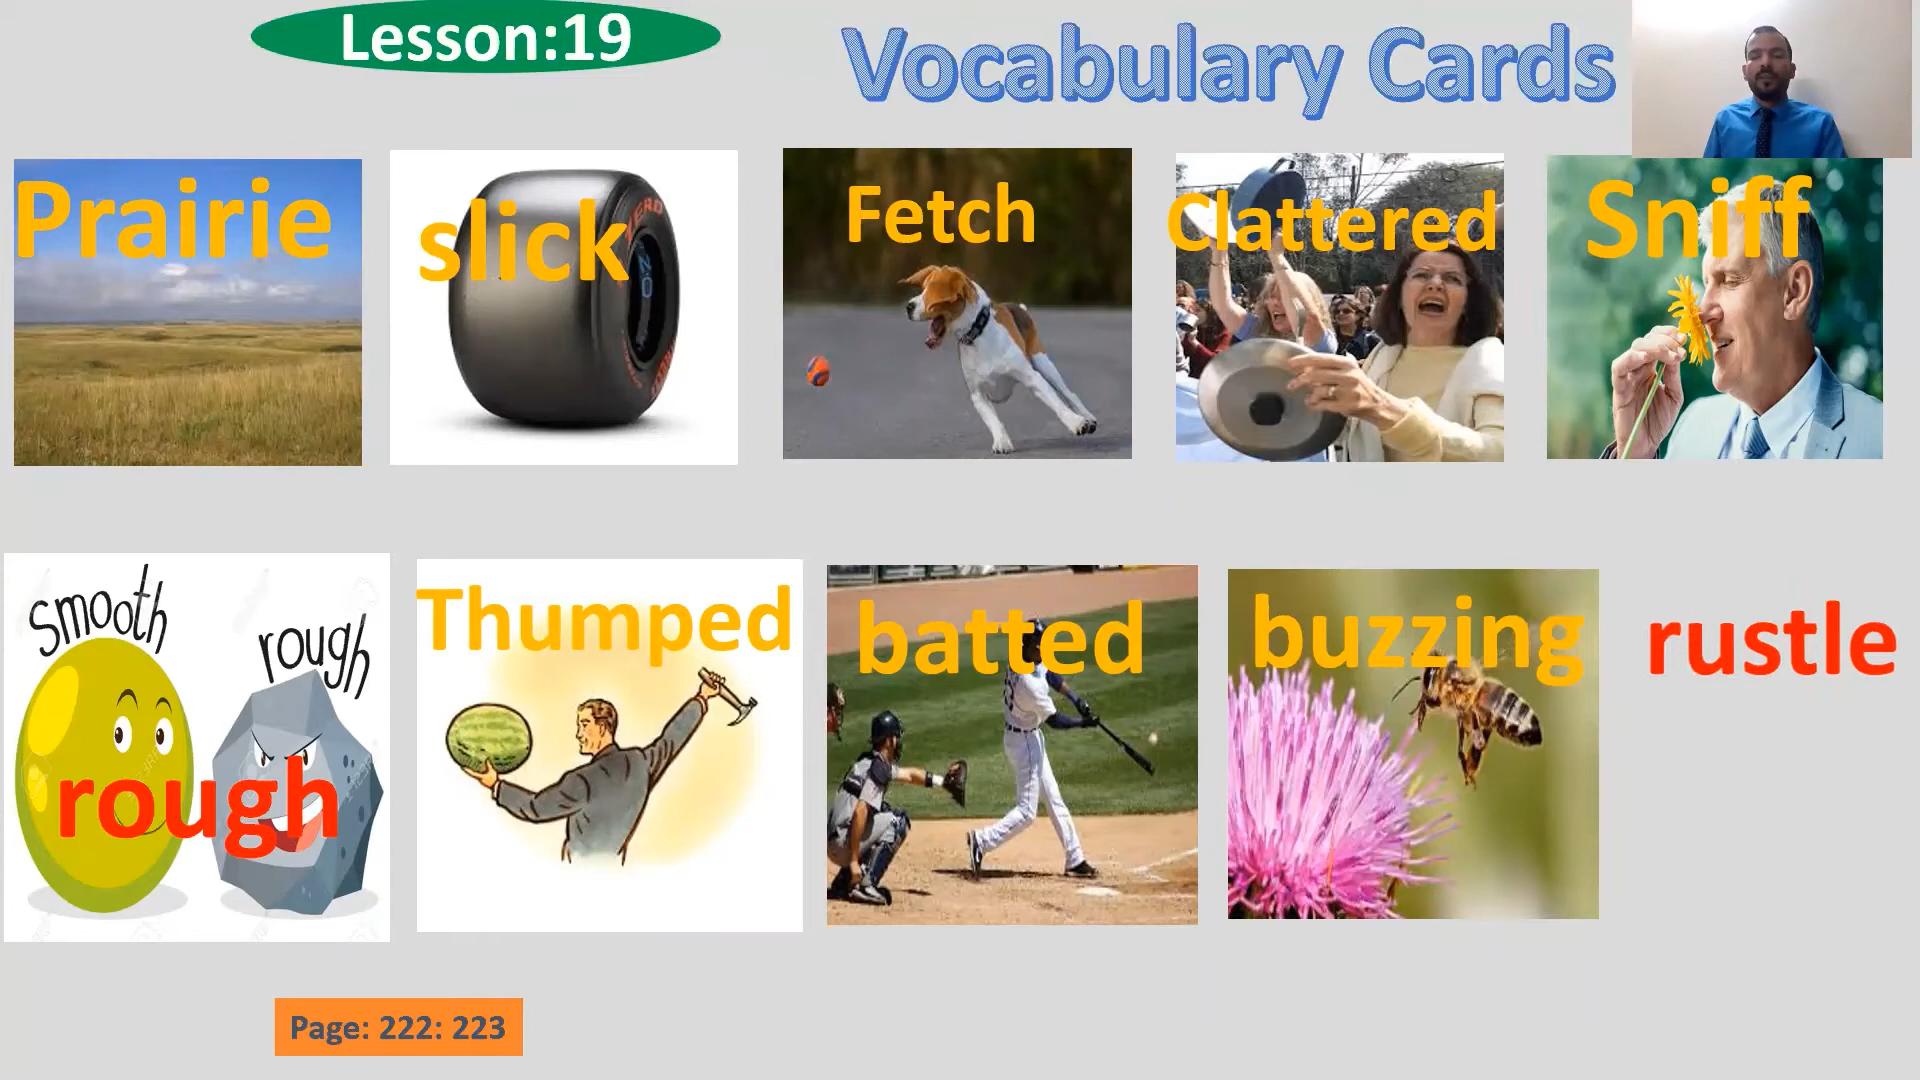 Lesson:19
Vocabulary Cards
Prairie
slick
Fetch
Clattered
Sniff
smooth
rough
rough
Thumped
batted
buzzing
rustle
Page: 222: 223